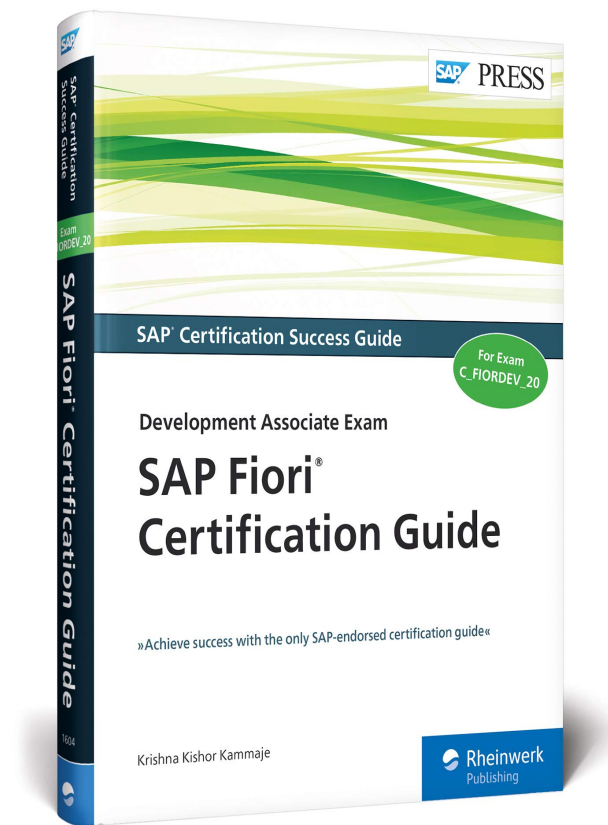 SAP
SAP Certification
Success Guide
Exam
IORDEV_20
SAP Fiori® Certification Guide
1604
SAP PRESS
SAP® Certification Success Guide
For Exam
C_FIORDEV_20
Development Associate Exam
SAP Fiori®
Certification Guide
»Achieve success with the only SAP-endorsed certification guide«
Krishna Kishor Kammaje
Rheinwerk
Publishing